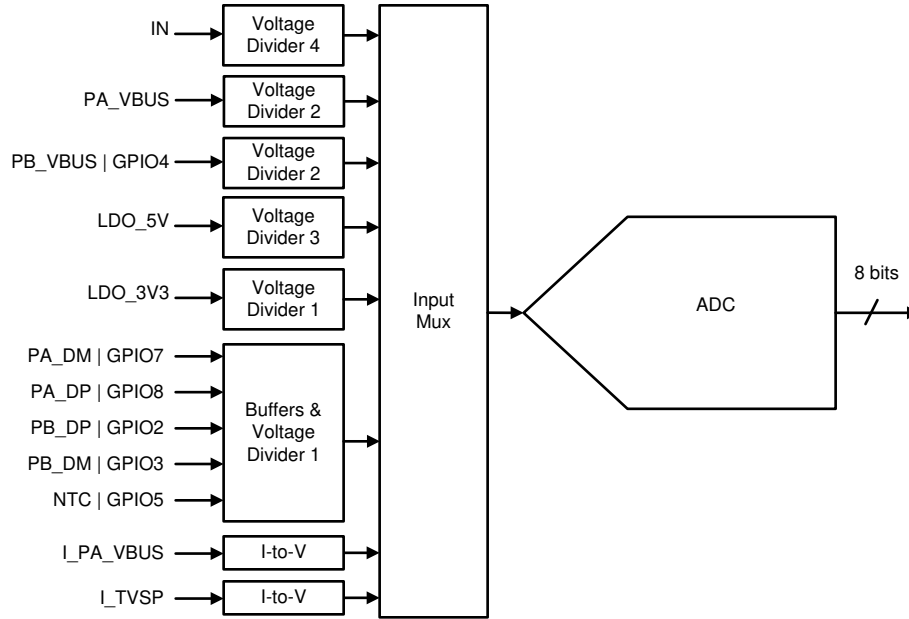 IN
Voltage
Divider 4
PA_VBUS
Voltage
Divider 2
PB_VBUS | GPIO4
Voltage
Divider 2
LDO_5V
Voltage
Divider 3
LDO_3V3
Voltage
Divider 1
PA_DM | GPIO7
PA_DP | GPIO8
PB_DP | GPIO2
PB_DM | GPIO3
NTC | GPIO5
Buffers &
Voltage
Divider 1
I_PA_VBUS
I-to-V
I_TVSP
I-to-V
Input
Mux
ADC
8 bits